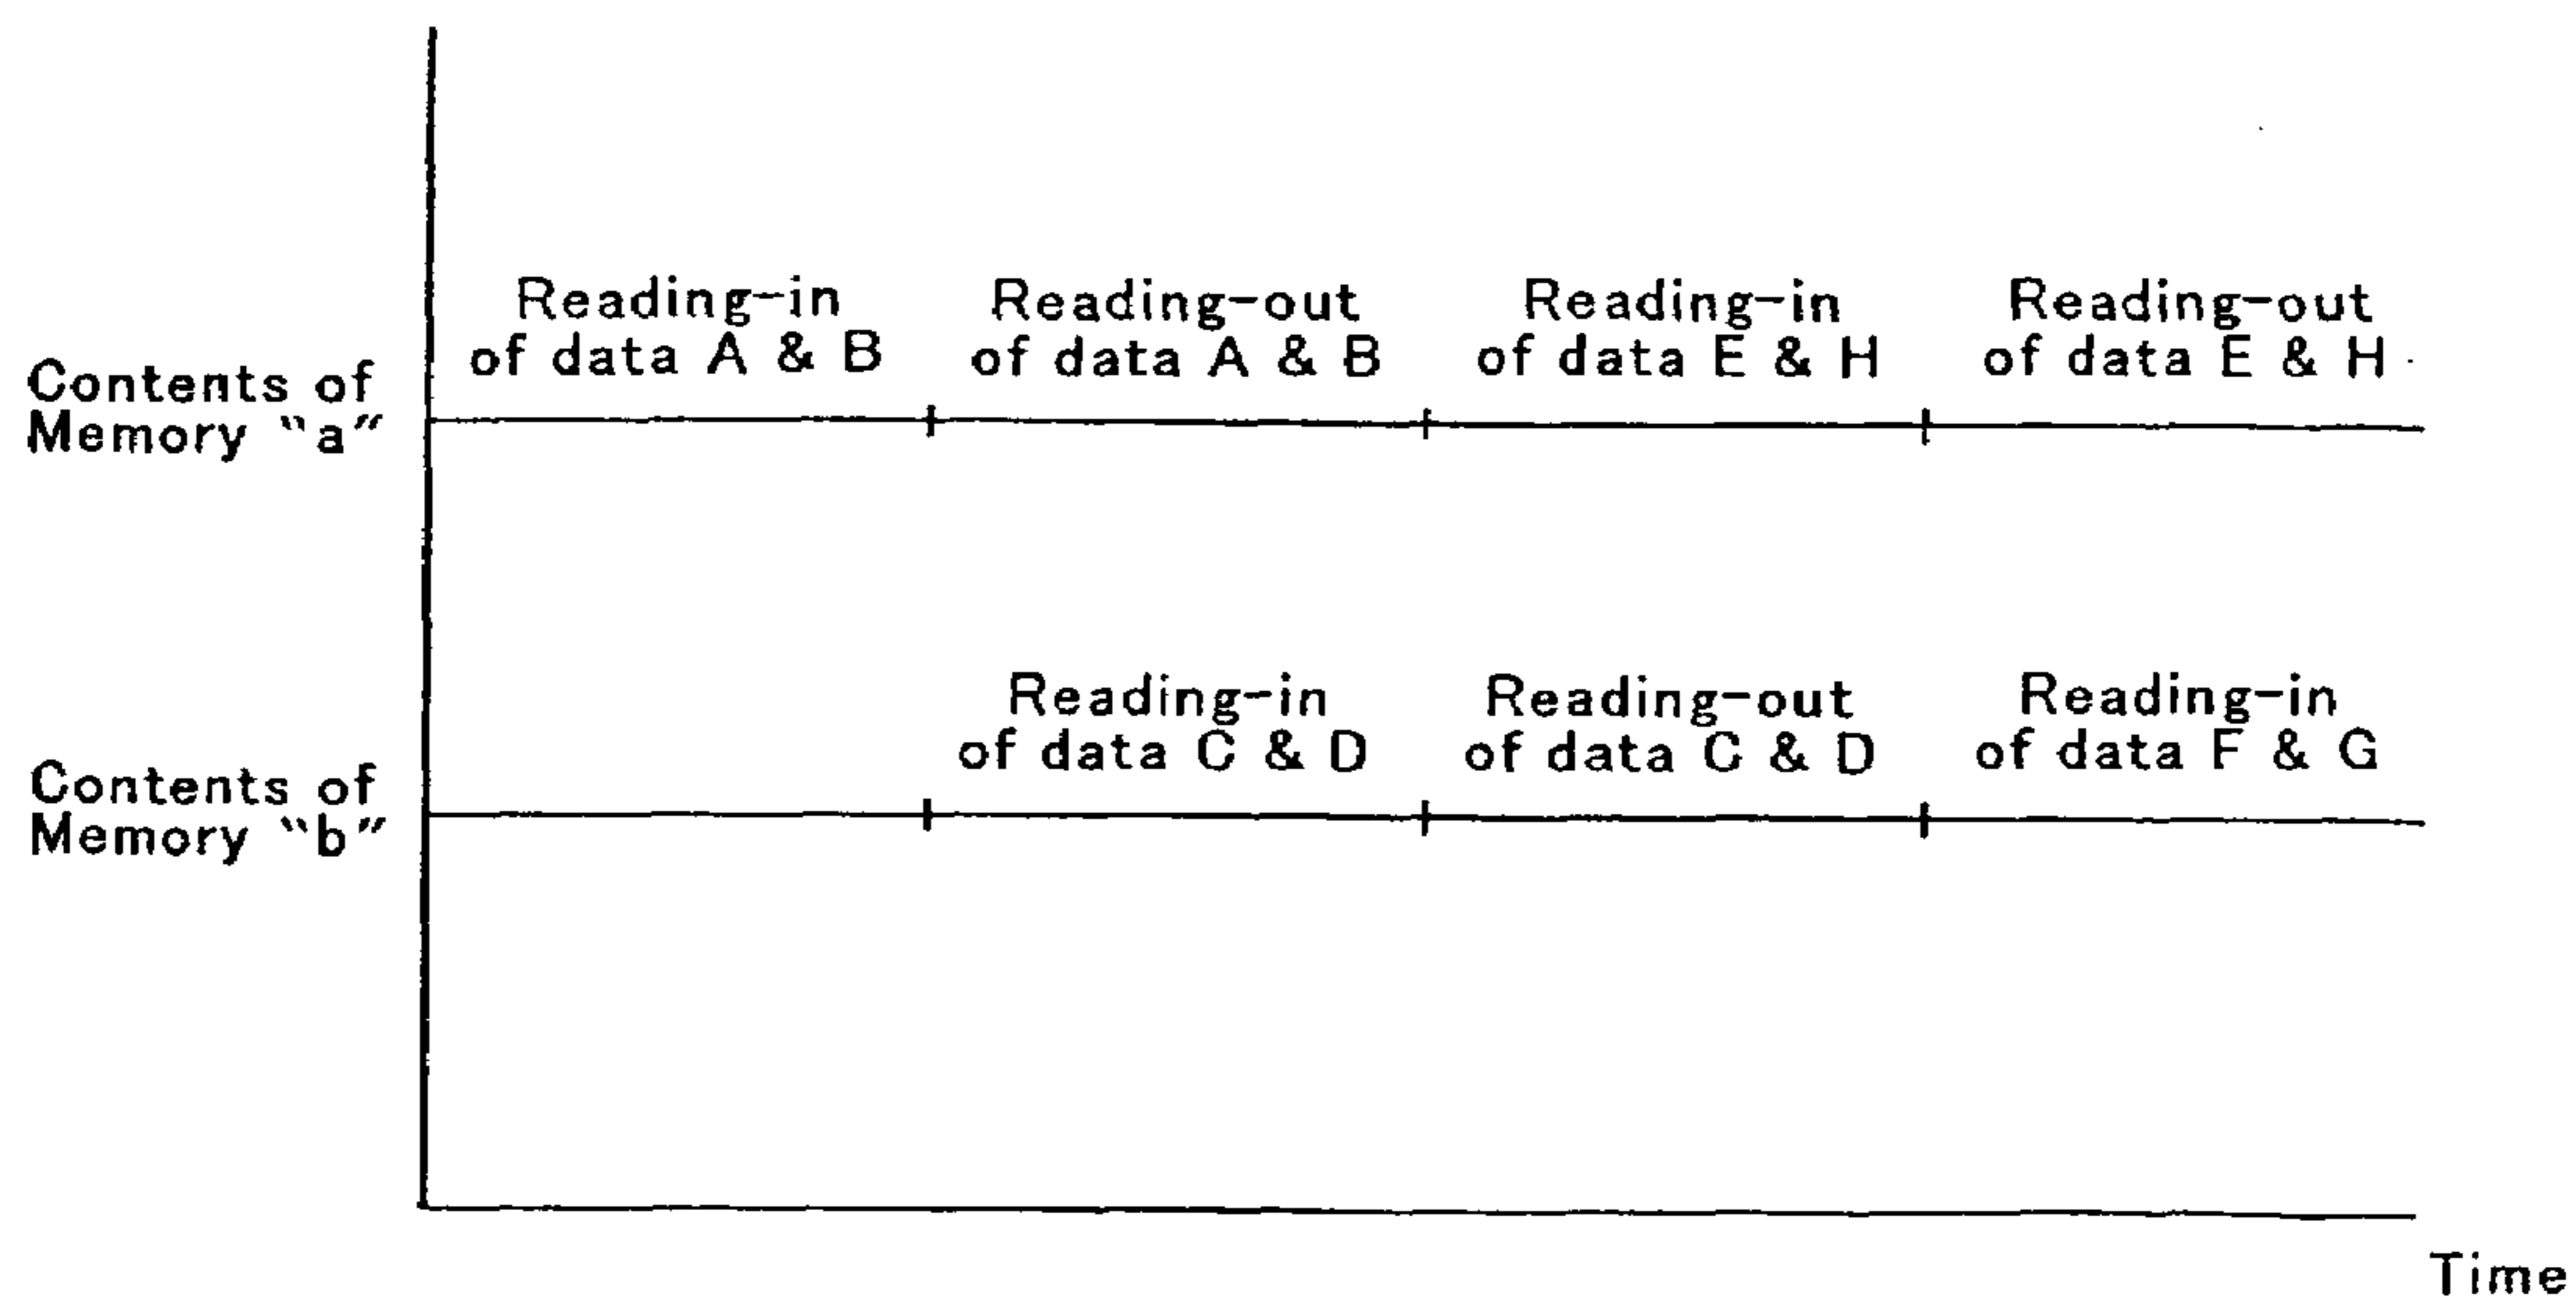 Reading-in
of data A & B
Reading-out
of data A & B
Reading-in
of data E & H
Reading-out
of data E & H
Contents of
Memory "a"
Reading-in
of data C & D
Reading-out
of data C & D
Reading-in
of data F & G
Contents of
Memory "b"
Time